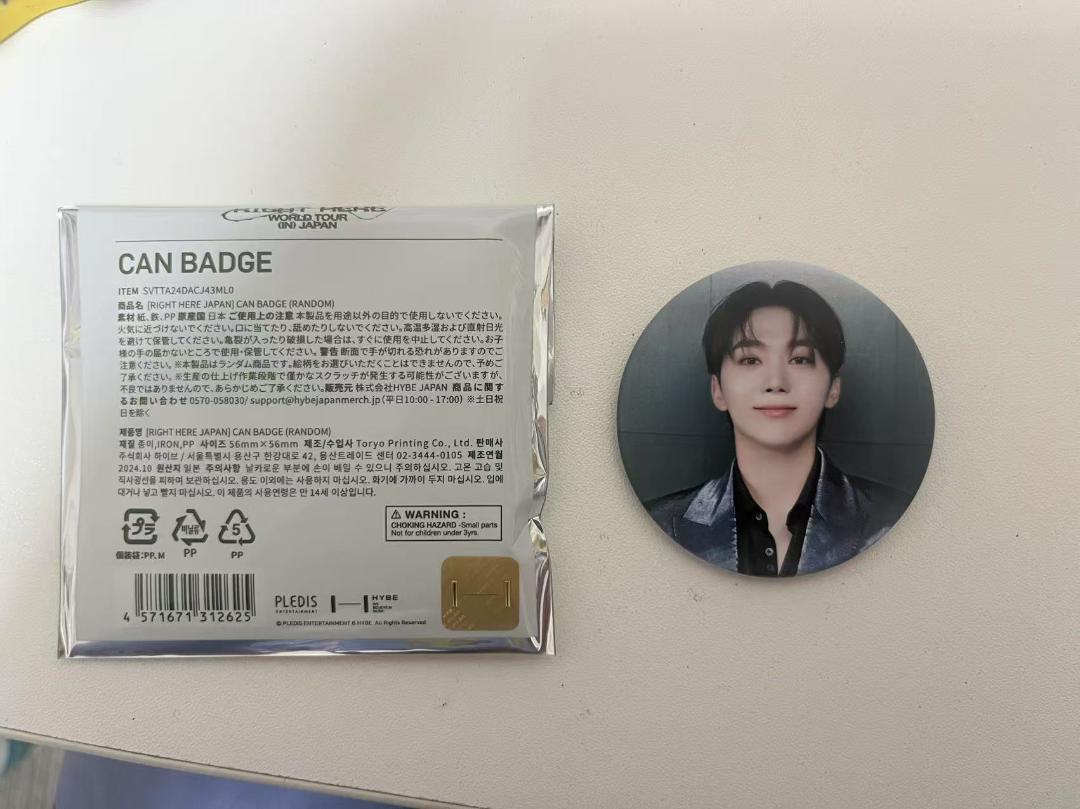 RIGHT HERE
WORLD TOUR
(IN) JAPAN
CAN BADGE
ITEM SVTTA24DACJ43ML0
商品名 [RIGHT HERE JAPAN] CAN BADGE (RANDOM)
素材 紙、鉄、PP 原産国 日本 ご使用上の注意 本製品を用途以外の目的で使用しないでください。
火気に近づけないでください。口に当てたり、舐めたりしないでください。高温多湿および直射日光
を避けて保管してください。亀裂が入ったり破損した場合は、すぐに使用を中止してください。お子
様の手の届かないところで使用・保管してください。警告 断面で手が切れる恐れがありますのでご
注意ください。※本製品はランダム商品です。絵柄をお選びいただくことはできませんので、予めご
了承ください。※生産の仕上げ作業段階で僅かなスクラッチが発生する可能性がございますが、
不良ではありませんので、あらかじめご了承ください。販売元 株式会社HYBE JAPAN 商品に関す
るお問い合わせ 0570-058030/ support@hybejapanmerch.jp (平日10:00 - 17:00) ※土日祝
日を除く
제품명 [RIGHT HERE JAPAN] CAN BADGE (RANDOM)
재질 종이,IRON,PP 사이즈 56mm×56mm 제조/수입사 Toryo Printing Co., Ltd. 판매사
주식회사 하이브 / 서울특별시 용산구 한강대로 42, 용산트레이드 센터 02-3444-0105 제조연월
2024.10 원산지 일본 주의사항 날카로운 부분에 손이 베일 수 있으니 주의하십시오. 고온 고습 및
직사광선을 피하여 보관하십시오. 용도 이외에는 사용하지 마십시오. 화기에 가까이 두지 마십시오. 입에
대거나 넣고 빨지 마십시오. 이 제품의 사용연령은 만 14세 이상입니다.
プラ
비닐류
5
個装袋:PP, M
PP
PP
WARNING :
CHOKING HAZARD -Small parts
Not for children under 3yrs.
4 571671 312625
PLEDIS
ENTERTAINMENT
HYBE
© PLEDIS ENTERTAINMENT & HYBE. All Rights Reserved